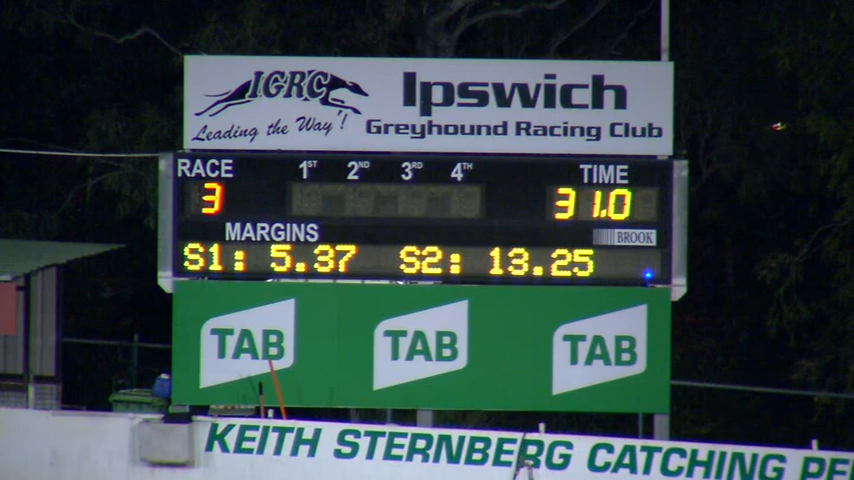 IGRC
Leading the Way'!
Ipswich
Greyhound Racing Club
RACE 1ST 2ND 3RD 4TH TIME
3 31.0
MARGINS BROOK
S1: 5.37 S2: 13.25
TAB TAB TAB
KEITH STERNBERG CATCHING